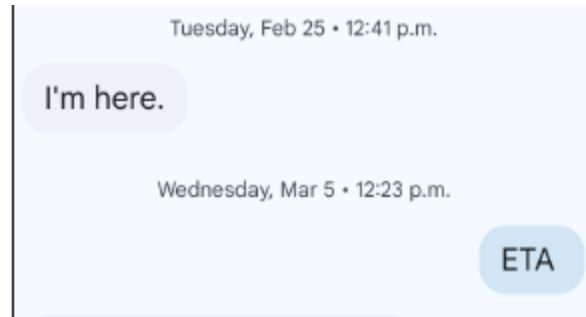 Tuesday, Feb 25 • 12:41 p.m.
I'm here.
Wednesday, Mar 5 • 12:23 p.m.
ETA